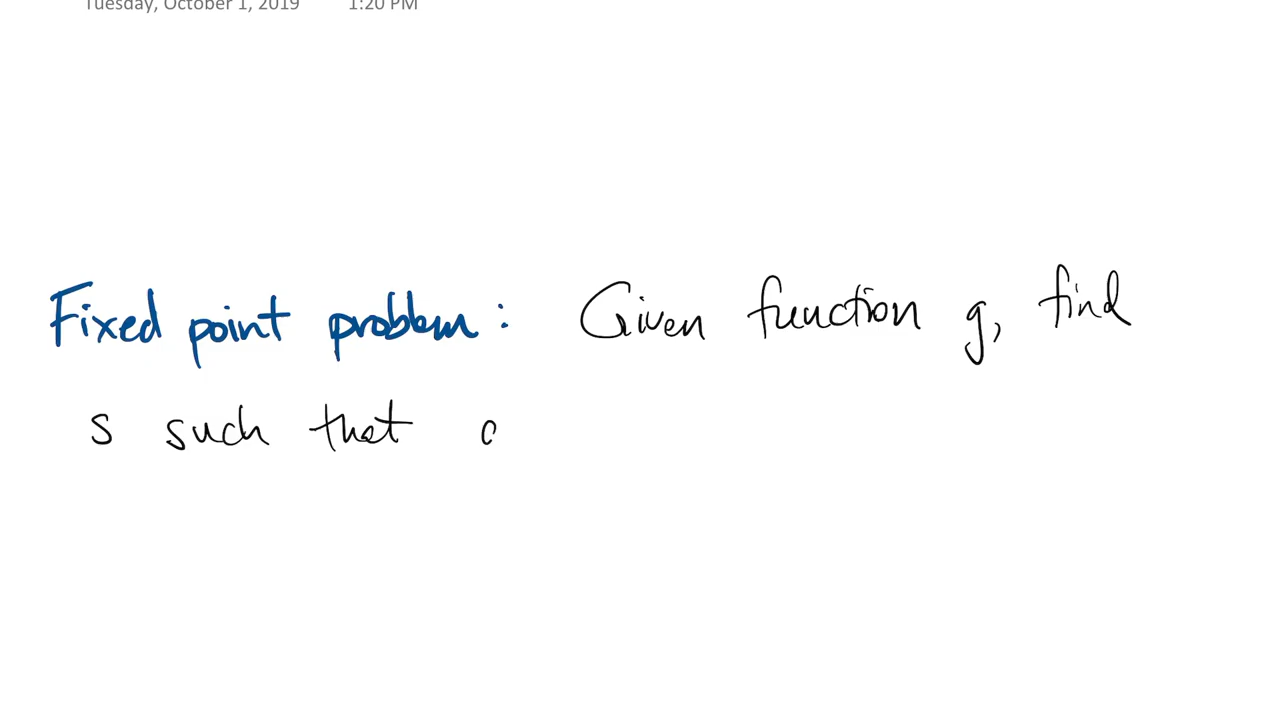 Tuesday, October 1, 2019 1:20 PM
Fixed point problem: Given function g, find
s such that